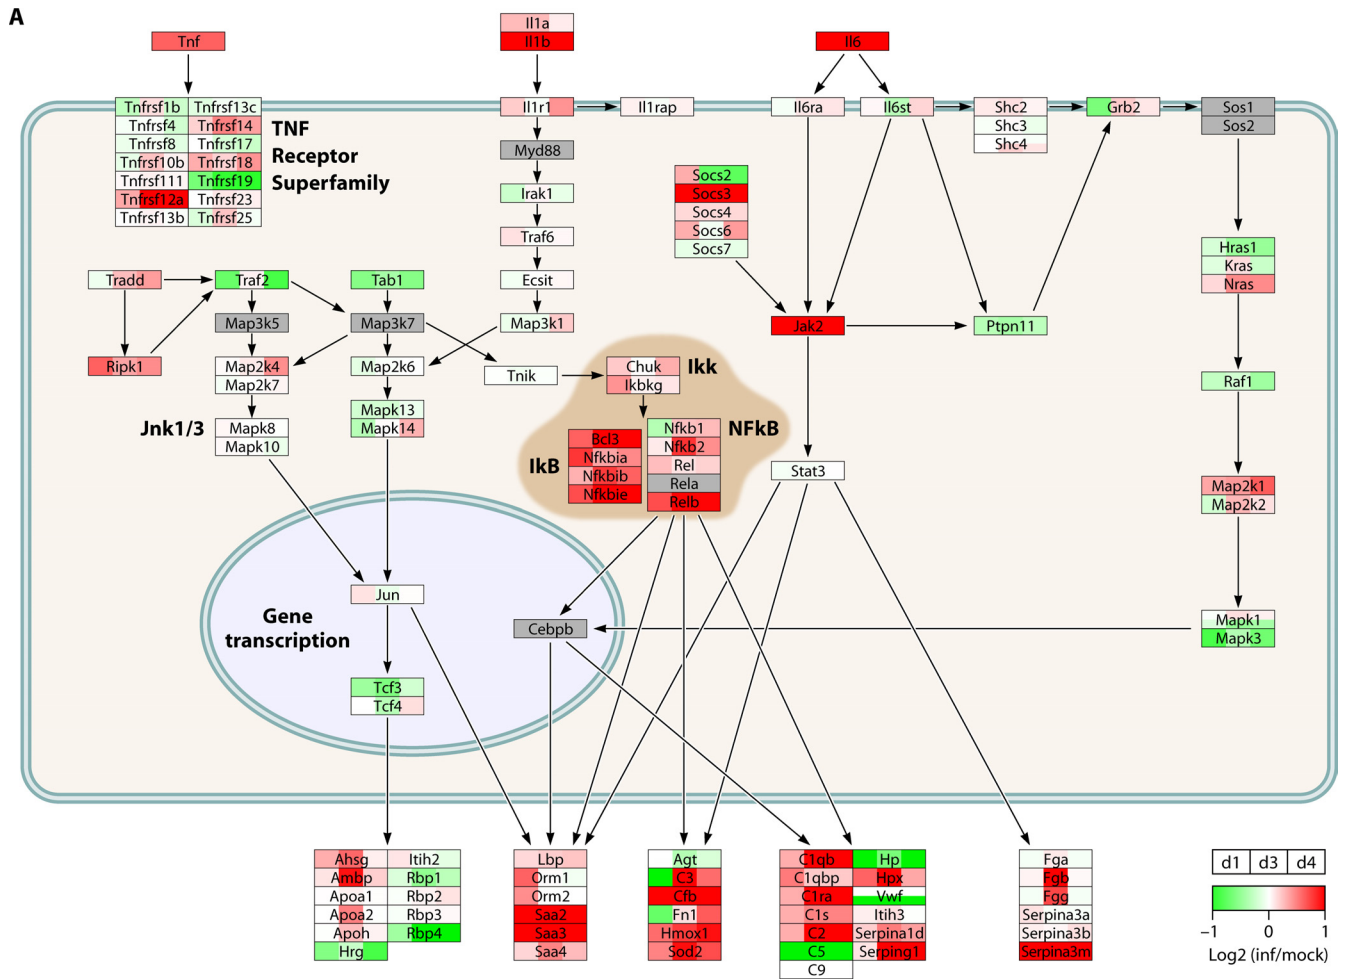 A
Tnf
Il1a
Il1b
Il6
Tnfrsf1b Tnfrsf13c
Tnfrsf4 Tnfrsf14
Tnfrsf8 Tnfrsf17
Tnfrsf10b Tnfrsf18
Tnfrsf111 Tnfrsf19
Tnfrsf12a Tnfrsf23
Tnfrsf13b Tnfrsf25
TNF
Receptor
Superfamily
Il1r1
Il1rap
Il6ra
Il6st
Shc2
Shc3
Shc4
Grb2
Sos1
Sos2
Myd88
Irak1
Traf6
Ecsit
Map3k1
Socs2
Socs3
Socs4
Socs6
Socs7
Hras1
Kras
Nras
Tradd
Traf2
Tab1
Map3k5
Map3k7
Jak2
Ptpn11
Ripk1
Map2k4
Map2k7
Map2k6
Tnik
Chuk
Ikbkg
Ikk
Raf1
Jnk1/3
Mapk8
Mapk10
Mapk13
Mapk14
IkB
Bcl3
Nfkbia
Nfkbib
Nfkbie
Nfkb1
Nfkb2
Rel
Rela
Relb
NFkB
Stat3
Map2k1
Map2k2
Jun
Gene
transcription
Cebpb
Mapk1
Mapk3
Tcf3
Tcf4
Ahsg Itih2
Ambp Rbp1
Apoa1 Rbp2
Apoa2 Rbp3
Apoh Rbp4
Hrg
Lbp
Orm1
Orm2
Saa2
Saa3
Saa4
Agt
C3
Cfb
Fn1
Hmox1
Sod2
C1qb Hp
C1qbp Hpx
C1ra Vwf
C1s Itih3
C2 Serpina1d
C5 Serping1
C9
Fga
Fgb
Fgg
Serpina3a
Serpina3b
Serpina3m
d1 d3 d4
−1 0 1
Log2 (inf/mock)